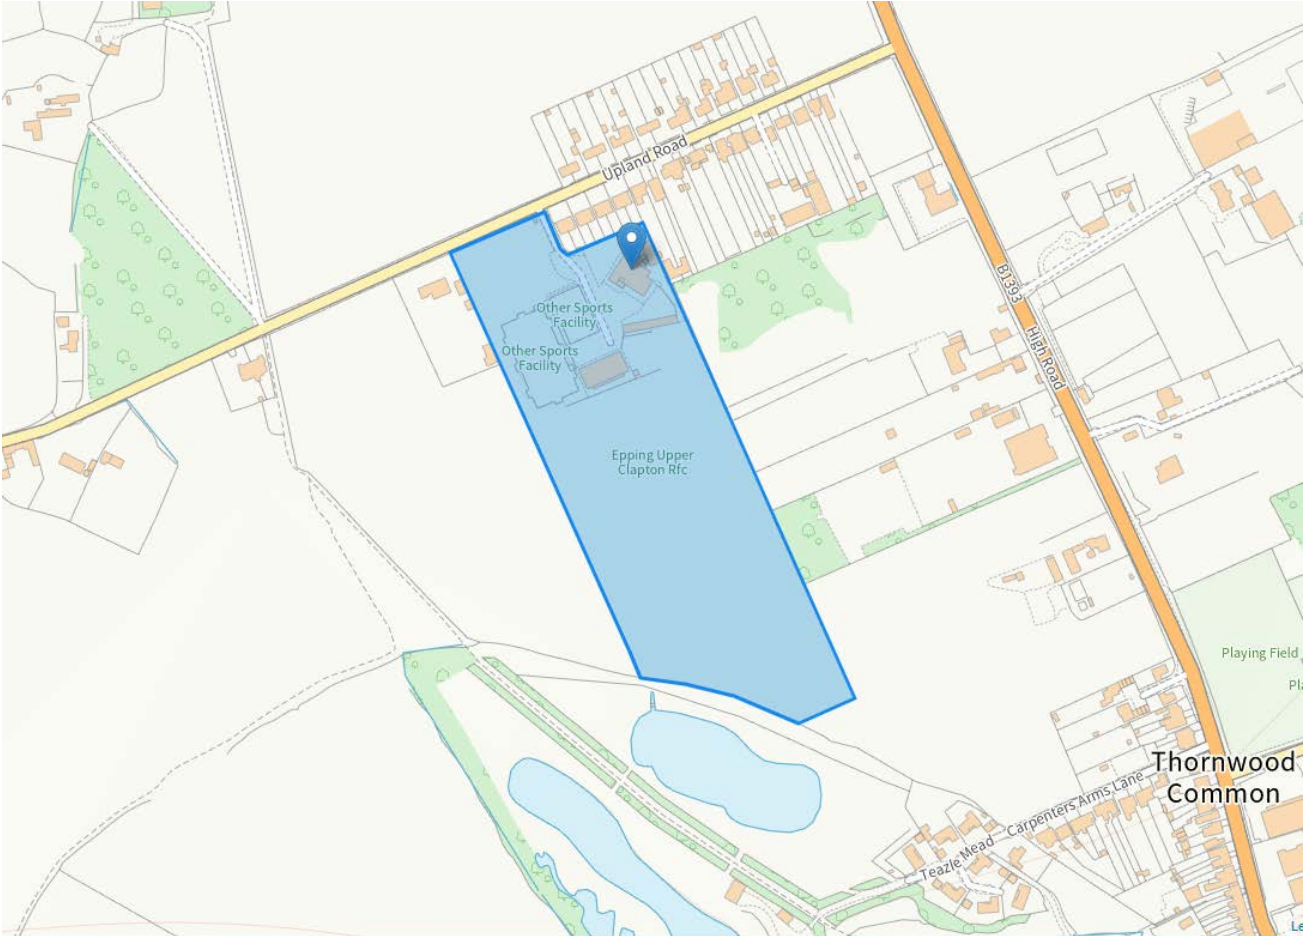 Upland Road
B1393
High Road
Other Sports
Facility
Other Sports
Facility
Epping Upper
Clapton Rfc
Playing Field
Thornwood
Common
Carpenters Arms Lane
Teazle Mead